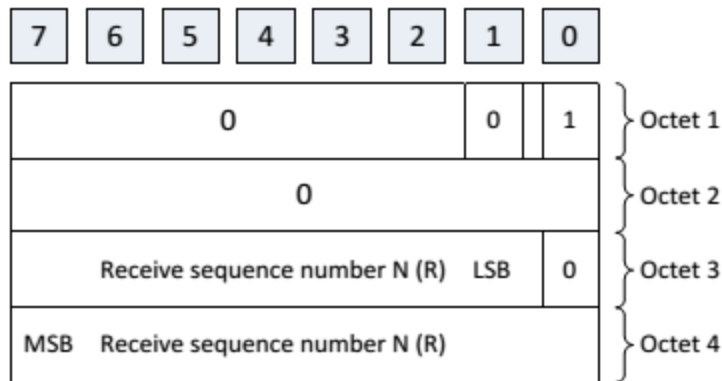 7 6 5 4 3 2 1 0
0 0 1 Octet 1
0 Octet 2
Receive sequence number N (R) LSB 0 Octet 3
MSB Receive sequence number N (R) Octet 4